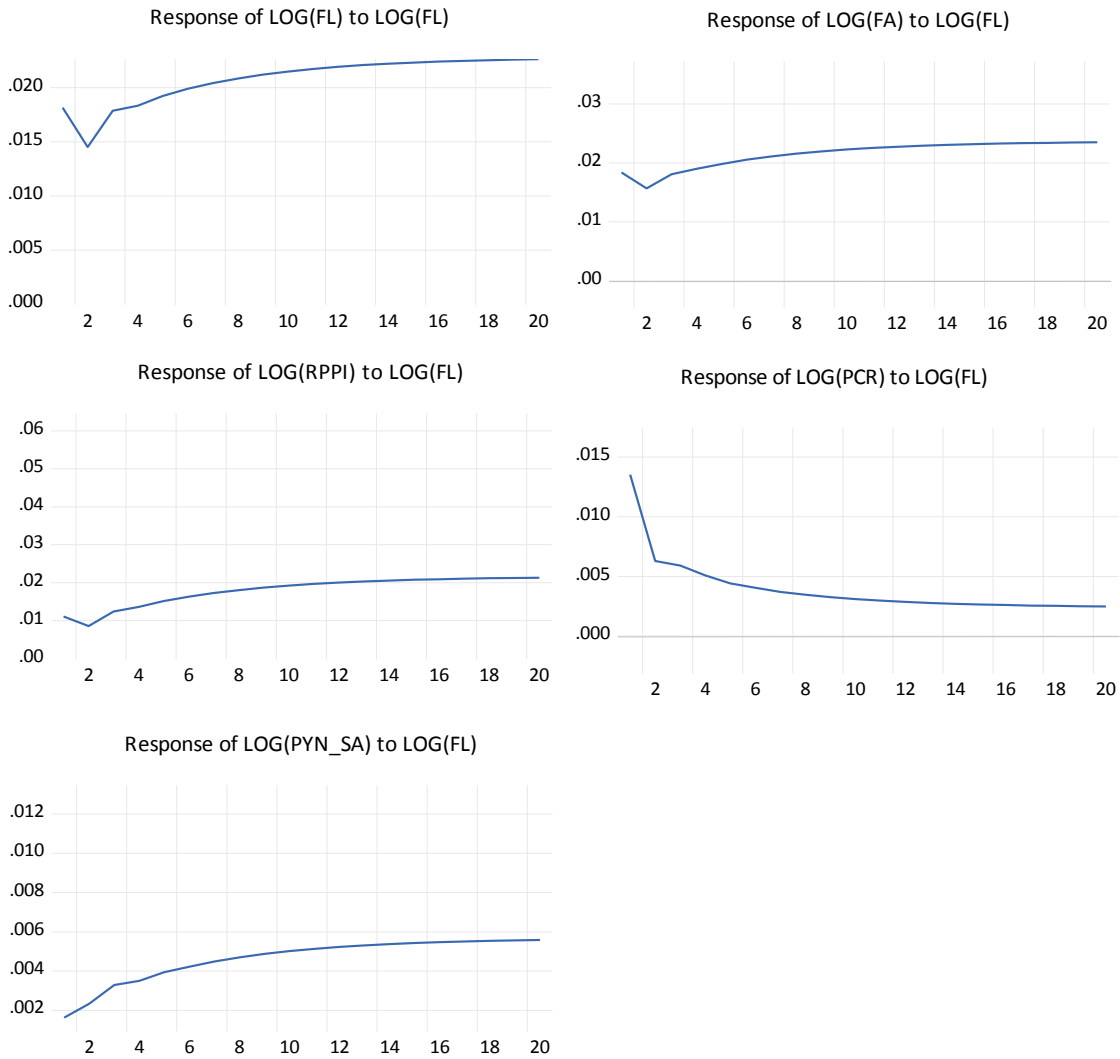 Response of LOG(FL) to LOG(FL)
.020
.015
.010
.005
.000
2 4 6 8 10 12 14 16 18 20
Response of LOG(FA) to LOG(FL)
.03
.02
.01
.00
2 4 6 8 10 12 14 16 18 20
Response of LOG(RPPI) to LOG(FL)
.06
.05
.04
.03
.02
.01
.00
2 4 6 8 10 12 14 16 18 20
Response of LOG(PCR) to LOG(FL)
.015
.010
.005
.000
2 4 6 8 10 12 14 16 18 20
Response of LOG(PYN_SA) to LOG(FL)
.012
.010
.008
.006
.004
.002
2 4 6 8 10 12 14 16 18 20